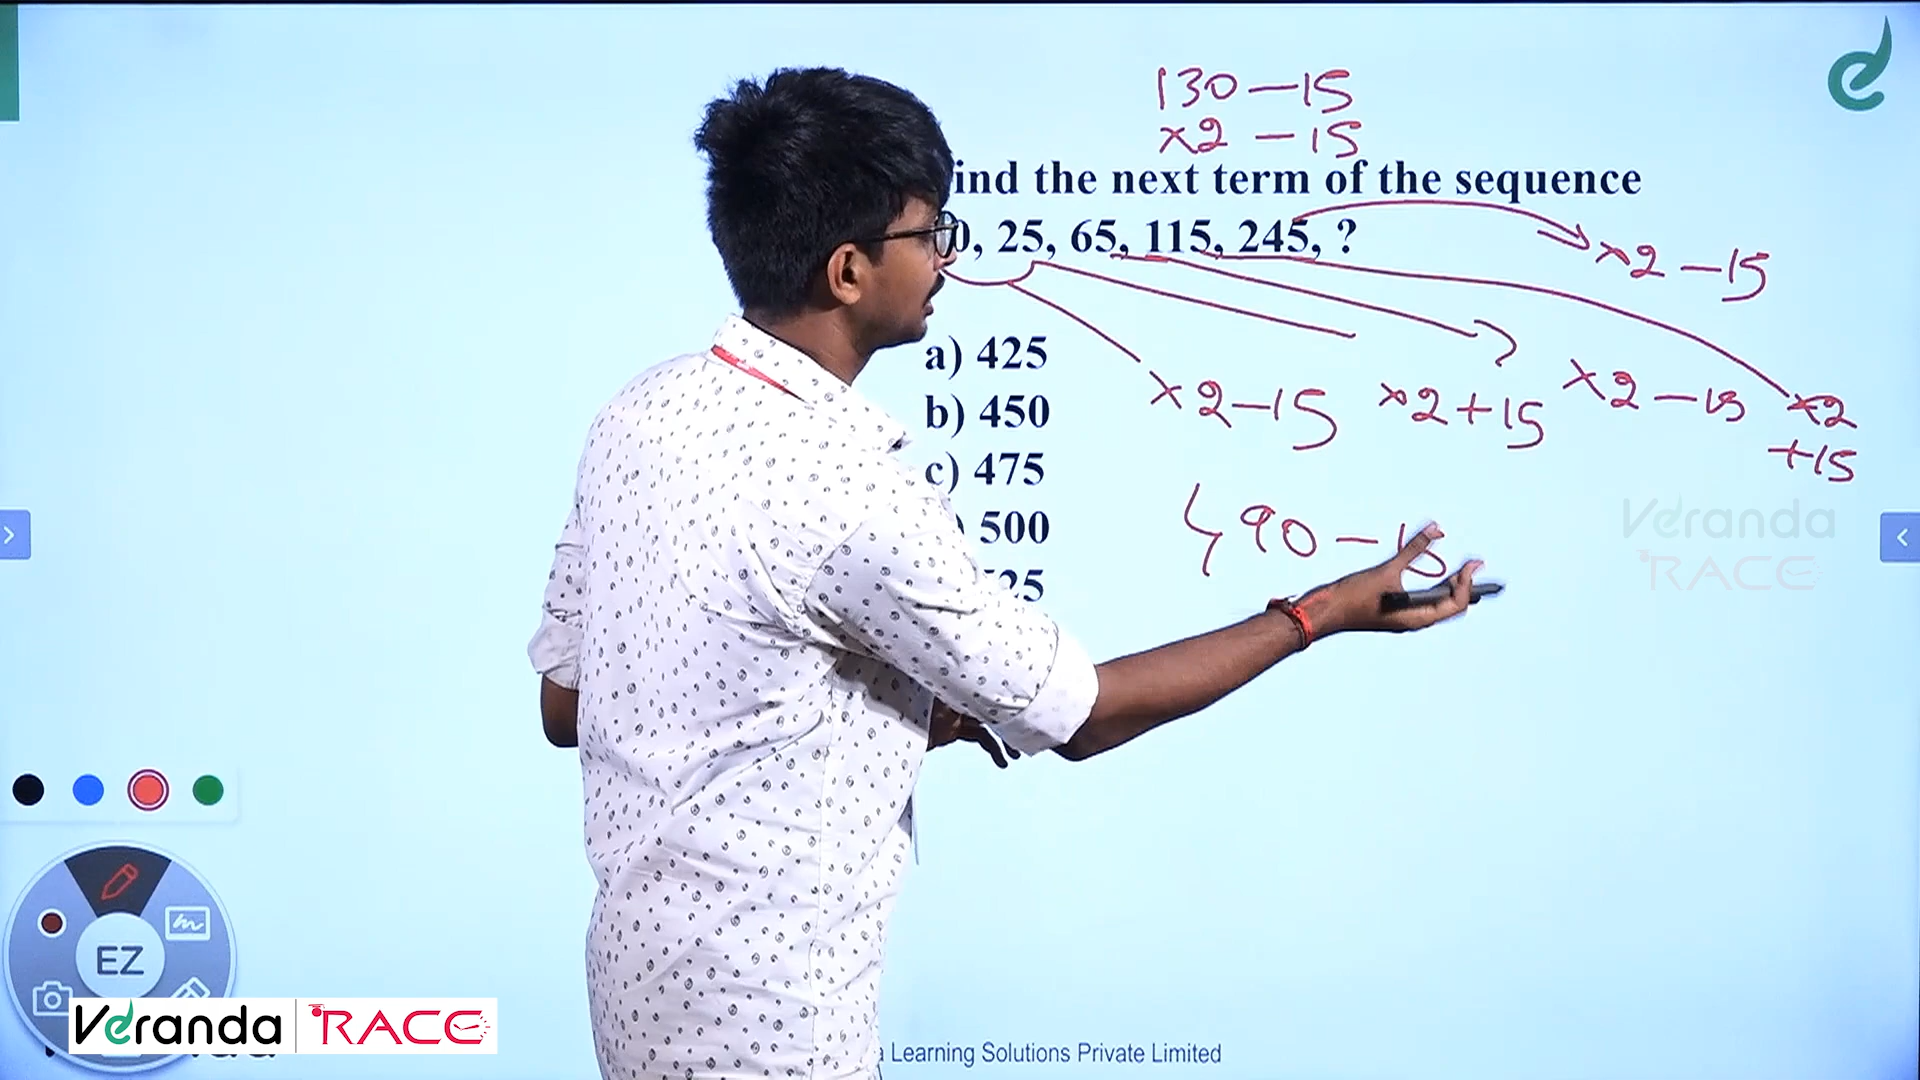 130 - 15
×2 - 15
ind the next term of the sequence
0, 25, 65, 115, 245, ?
×2 - 15
a) 425
×2 - 15 ×2 + 15 ×2 - 15 ×2
+15
b) 450
c) 475
) 500
25
490 - 15
Veranda
RACE
EZ
Veranda RACE
Learning Solutions Private Limited